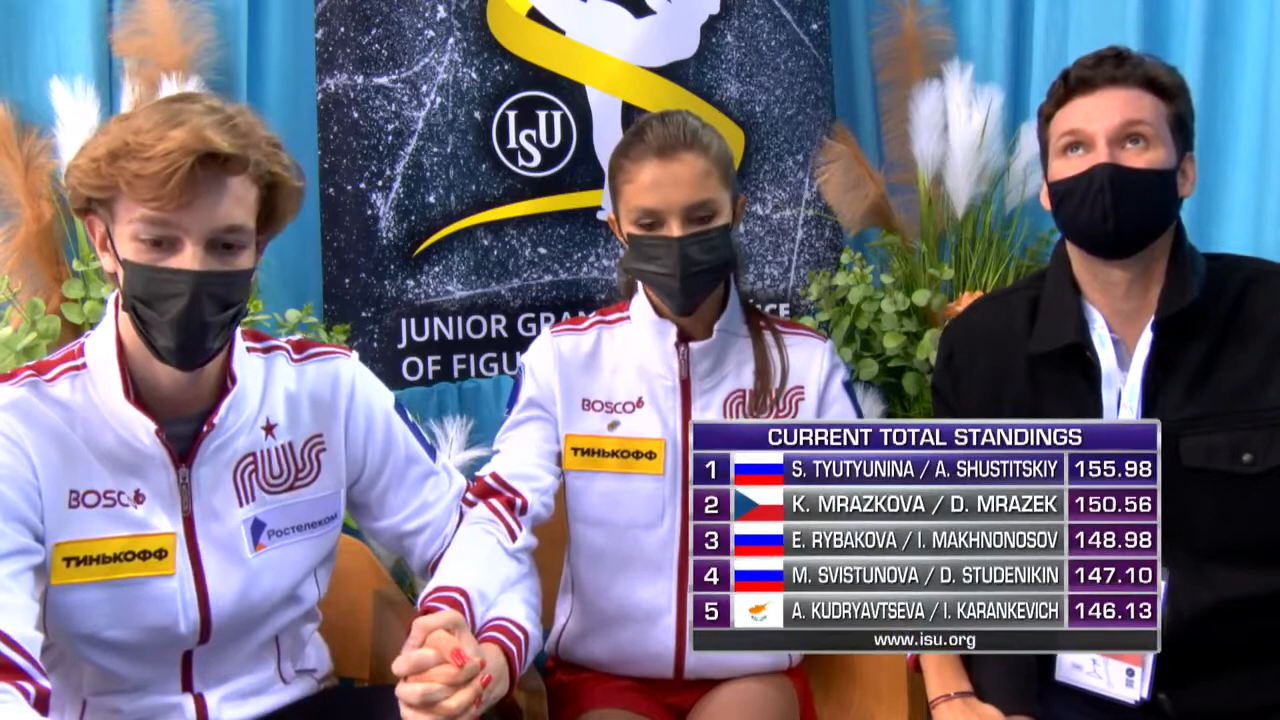 ISU
JUNIOR GRAN
OF FIGU
BOSCO
ТИНЬКОФФ
RUS
Ростелеком
BOSCO
ТИНЬКОФФ
RUS
CURRENT TOTAL STANDINGS
1 S. TYUTYUNINA / A. SHUSTITSKIY 155.98
2 K. MRAZKOVA / D. MRAZEK 150.56
3 E. RYBAKOVA / I. MAKHNONOSOV 148.98
4 M. SVISTUNOVA / D. STUDENIKIN 147.10
5 A. KUDRYAVTSEVA / I. KARANKEVICH 146.13
www.isu.org